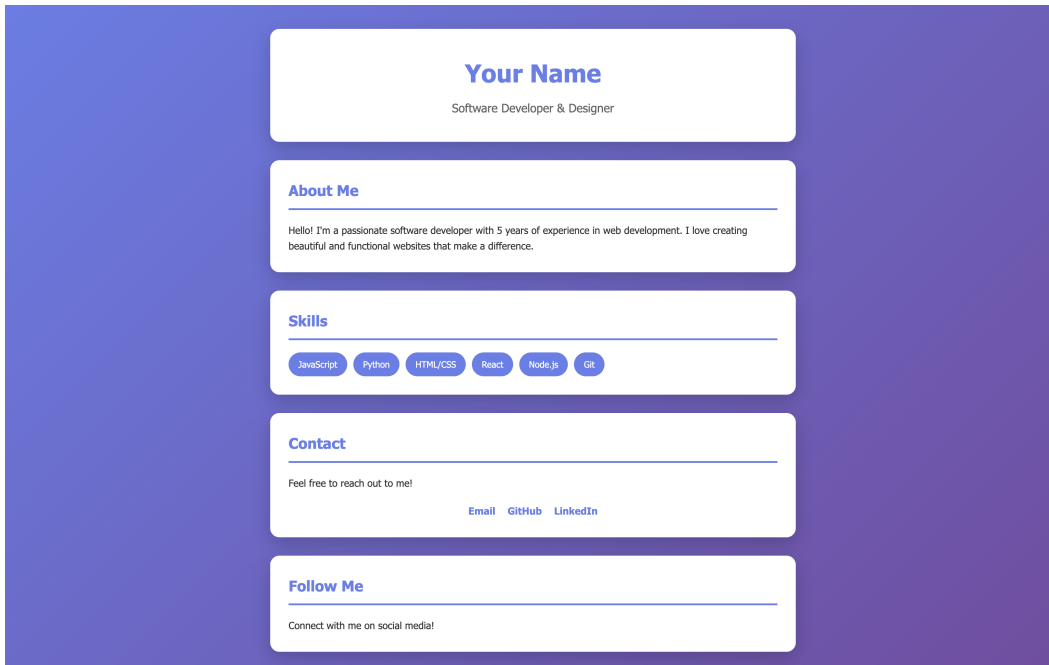 Your Name
Software Developer & Designer
About Me
Hello! I'm a passionate software developer with 5 years of experience in web development. I love creating
beautiful and functional websites that make a difference.
Skills
JavaScript Python HTML/CSS React Node.js Git
Contact
Feel free to reach out to me!
Email GitHub LinkedIn
Follow Me
Connect with me on social media!